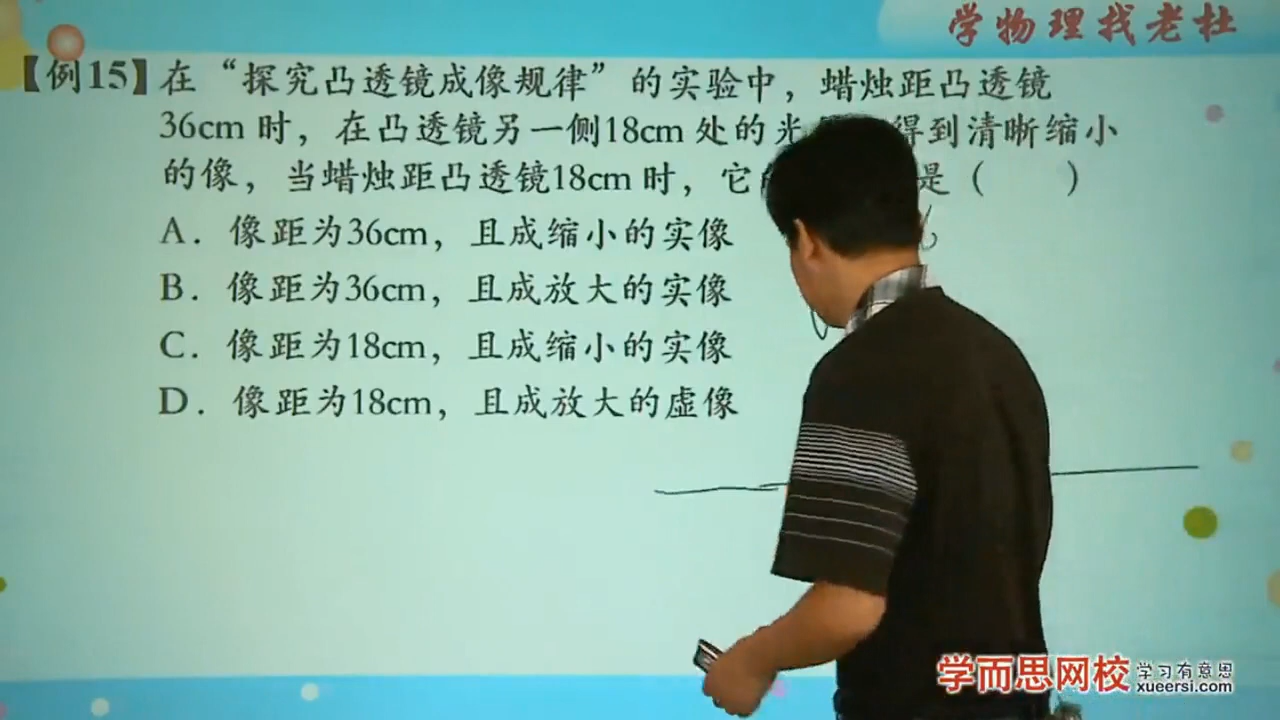 学物理找老杜
【例15】在“探究凸透镜成像规律”的实验中，蜡烛距凸透镜
36cm时，在凸透镜另一侧18cm处的光 得到清晰缩小
的像，当蜡烛距凸透镜18cm时，它 是（　　）
A．像距为36cm，且成缩小的实像
B．像距为36cm，且成放大的实像
C．像距为18cm，且成缩小的实像
D．像距为18cm，且成放大的虚像
学而思网校 学习有意思
xueersi.com